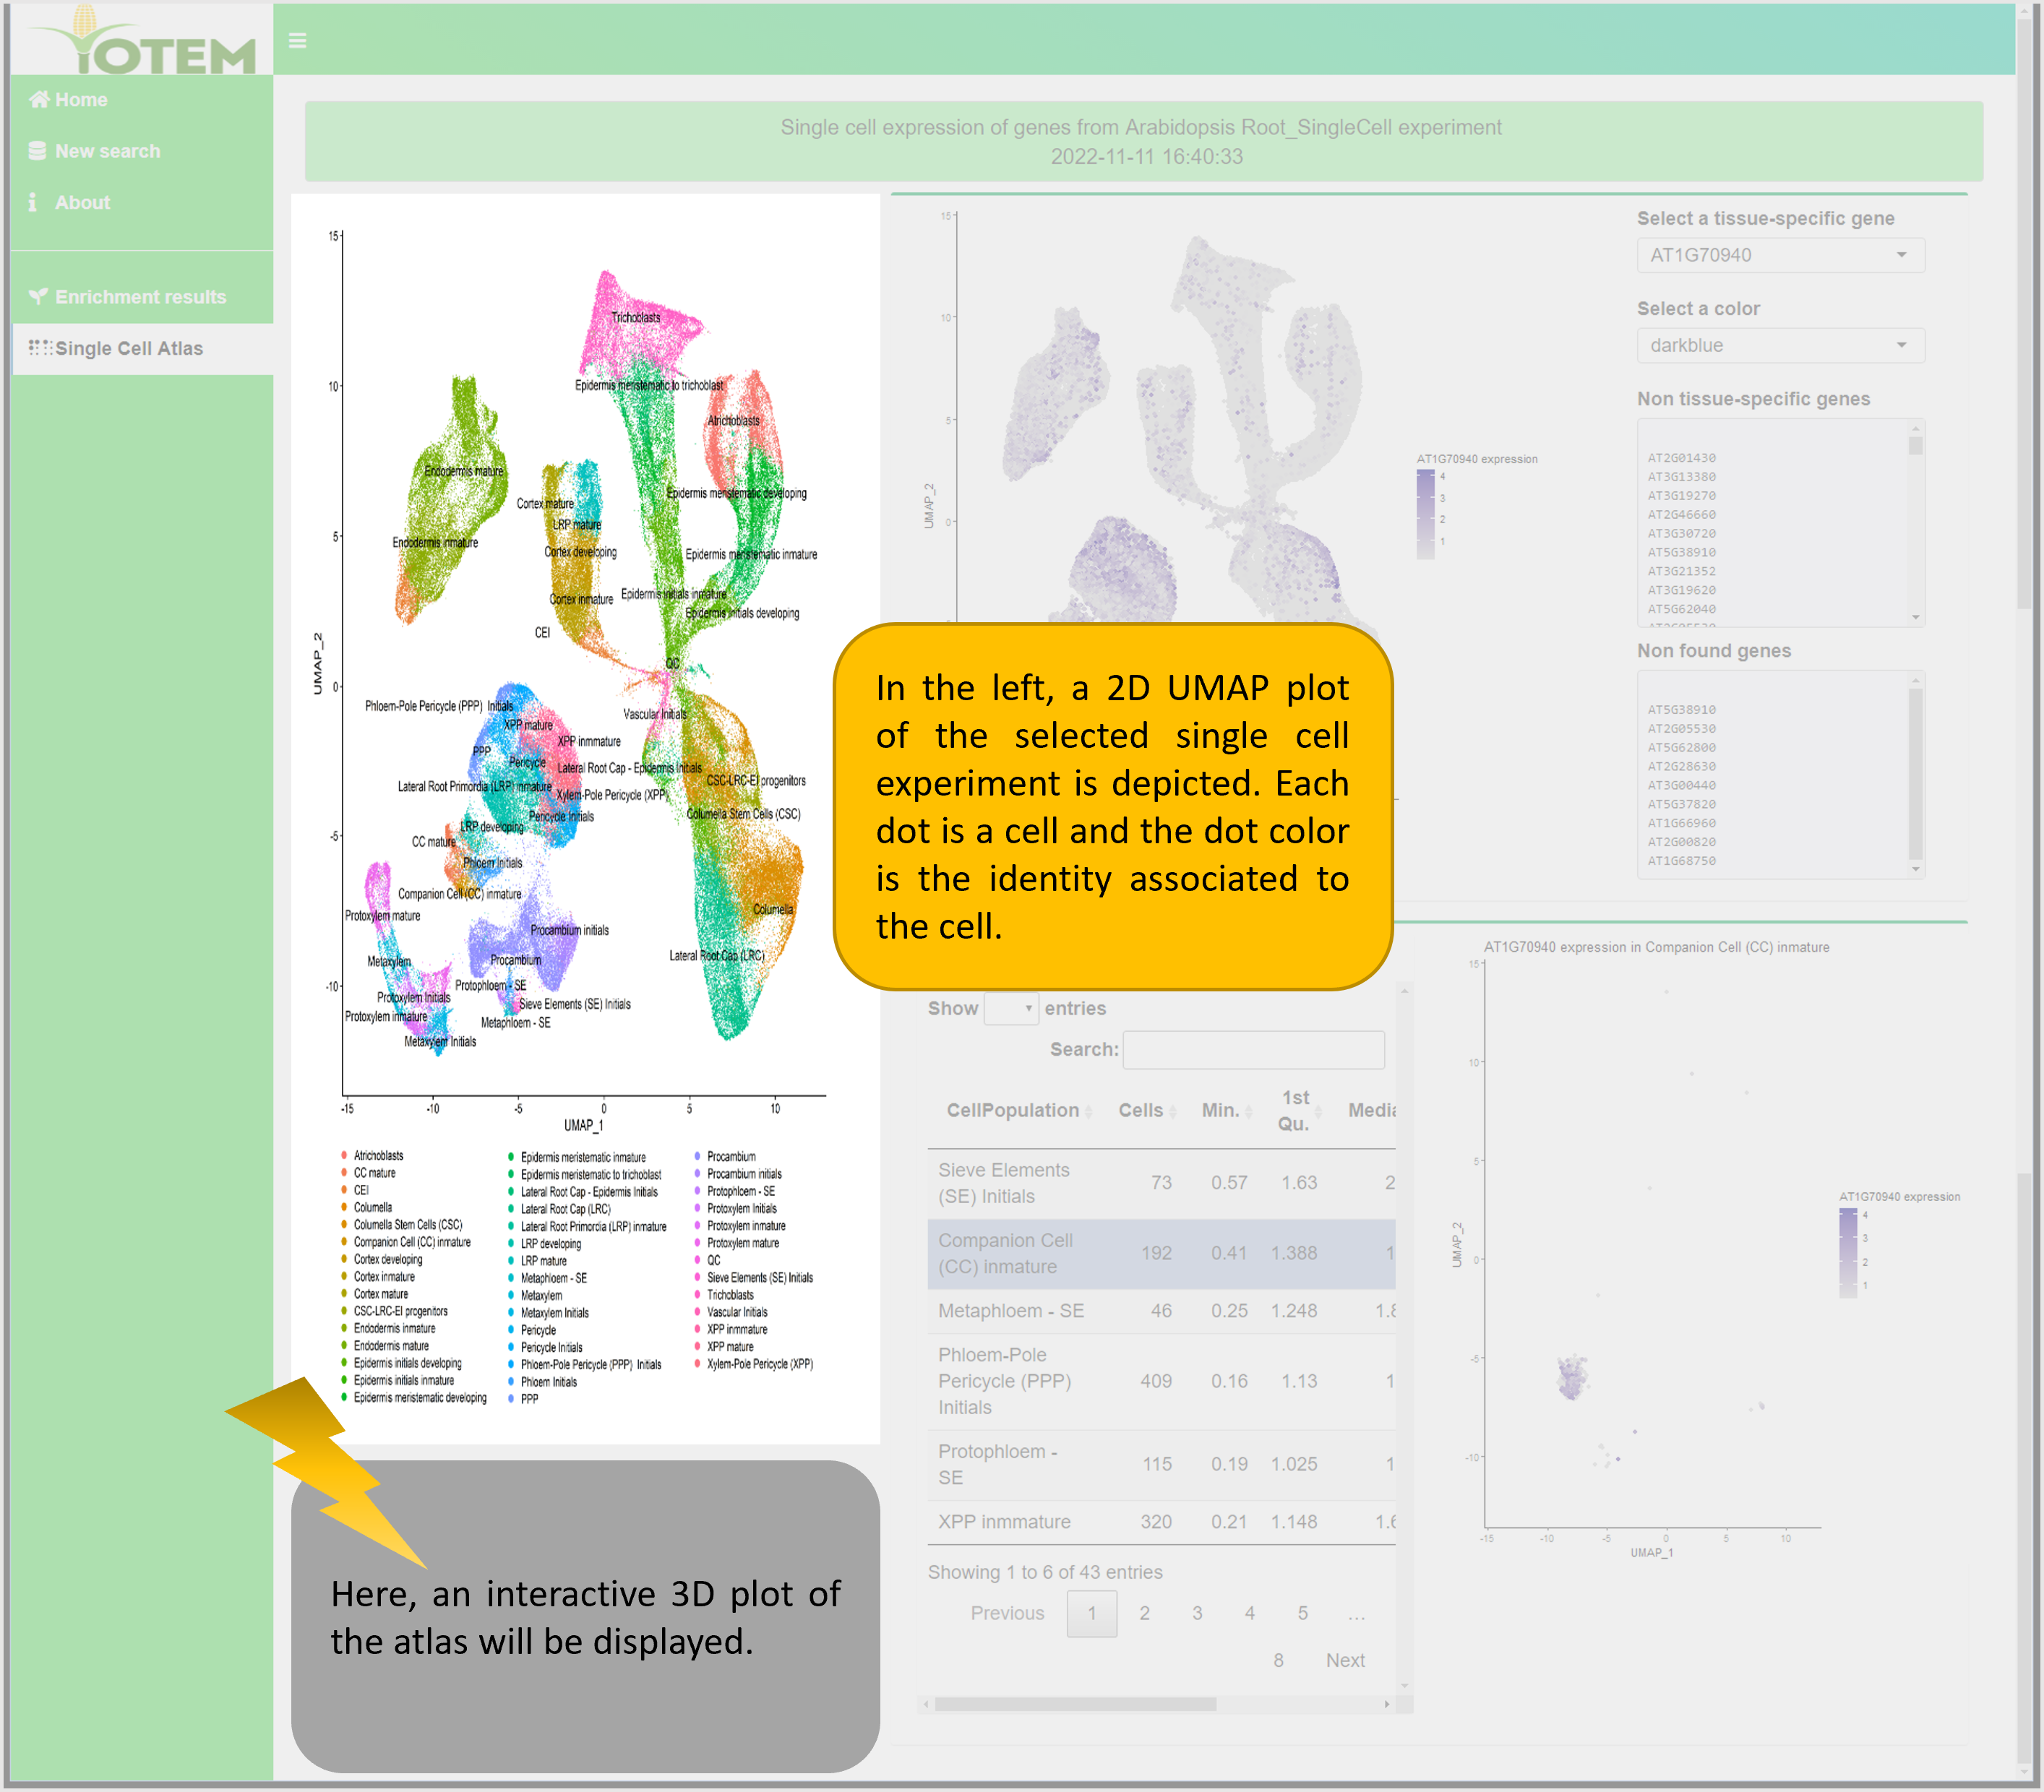 YOTEM
Home
New search
About
Enrichment results
Single Cell Atlas
Single cell expression of genes from Arabidopsis Root_SingleCell experiment
2022-11-11 16:40:33
15
10
5
0
-5
-10
UMAP_2
Trichoblasts
Epidermis meristematic to trichoblast
Atrichoblasts
Endodermis mature
Epidermis meristematic developing
Cortex mature
LRP mature
Endodermis inmature
Cortex developing
Epidermis meristematic inmature
Epidermis initials inmature
Cortex inmature
Epidermis initials developing
CEI
QC
Phloem-Pole Pericycle (PPP) Initials
Vascular Initials
XPP mature
XPP inmmature
PPP
Pericycle
Lateral Root Cap - Epidermis Initials
CSC-LRC-EI progenitors
Lateral Root Primordia (LRP) inmature
Xylem-Pole Pericycle (XPP)
Columella Stem Cells (CSC)
Pericycle Initials
LRP developing
CC mature
Phloem Initials
Companion Cell (CC) inmature
Columella
Protoxylem mature
Procambium initials
Lateral Root Cap (LRC)
Metaxylem
Procambium
Protophloem - SE
Protoxylem Initials
Sieve Elements (SE) Initials
Protoxylem inmature
Metaphloem - SE
Metaxylem Initials
-15 -10 -5 0 5 10
UMAP_1
Atrichoblasts
CC mature
CEI
Columella
Columella Stem Cells (CSC)
Companion Cell (CC) inmature
Cortex developing
Cortex inmature
Cortex mature
CSC-LRC-EI progenitors
Endodermis inmature
Endodermis mature
Epidermis initials developing
Epidermis initials inmature
Epidermis meristematic developing
Epidermis meristematic inmature
Epidermis meristematic to trichoblast
Lateral Root Cap - Epidermis Initials
Lateral Root Cap (LRC)
Lateral Root Primordia (LRP) inmature
LRP developing
LRP mature
Metaphloem - SE
Metaxylem
Metaxylem Initials
Pericycle
Pericycle Initials
Phloem-Pole Pericycle (PPP) Initials
Phloem Initials
PPP
Procambium
Procambium initials
Protophloem - SE
Protoxylem Initials
Protoxylem inmature
Protoxylem mature
QC
Sieve Elements (SE) Initials
Trichoblasts
Vascular Initials
XPP inmmature
XPP mature
Xylem-Pole Pericycle (XPP)
Here, an interactive 3D plot of
the atlas will be displayed.
15
10
5
0
UMAP_2
AT1G70940 expression
4
3
2
1
Select a tissue-specific gene
AT1G70940
Select a color
darkblue
Non tissue-specific genes
AT2G01430
AT3G13380
AT3G19270
AT2G46660
AT3G30720
AT5G38910
AT3G21352
AT3G19620
AT5G62040
Non found genes
AT5G38910
AT2G05530
AT5G62800
AT2G28630
AT3G00440
AT5G37820
AT1G66960
AT2G00820
AT1G68750
In the left, a 2D UMAP plot
of the selected single cell
experiment is depicted. Each
dot is a cell and the dot color
is the identity associated to
the cell.
Show entries
Search:
CellPopulation Cells Min. 1st Qu. Media
Sieve Elements (SE) Initials 73 0.57 1.63 2
Companion Cell (CC) inmature 192 0.41 1.388 1
Metaphloem - SE 46 0.25 1.248 1.8
Phloem-Pole Pericycle (PPP) Initials 409 0.16 1.13 1
Protophloem - SE 115 0.19 1.025 1
XPP inmmature 320 0.21 1.148 1.6
Showing 1 to 6 of 43 entries
Previous 1 2 3 4 5 …
8 Next
AT1G70940 expression in Companion Cell (CC) inmature
15
10
5
0
-5
-10
UMAP_2
-15 -10 -5 0 5 10
UMAP_1
AT1G70940 expression
4
3
2
1